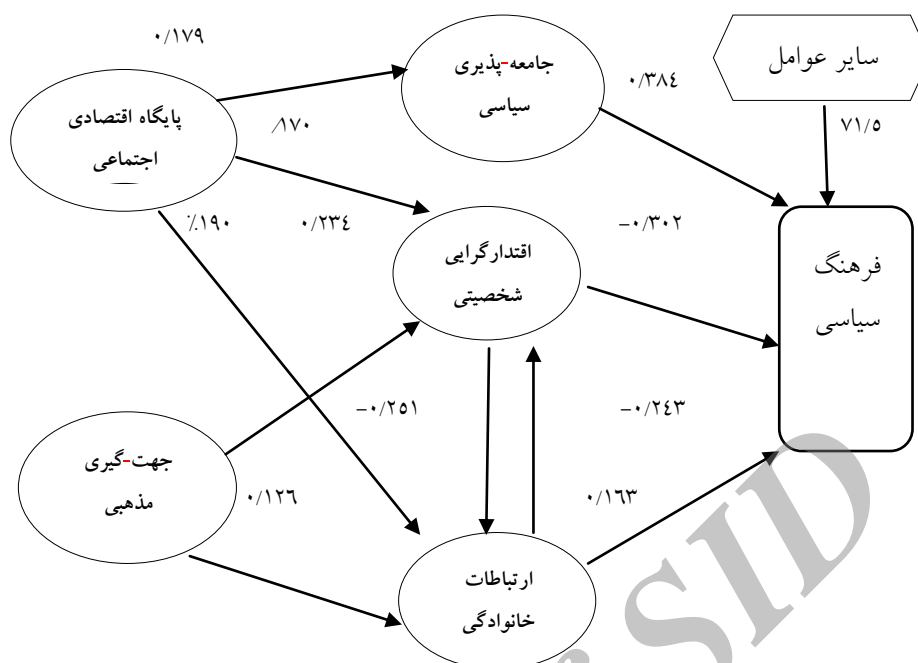 ۰/۱۷۹
جامعه-پذیری
سیاسی
سایر عوامل
۰/۳۸٤
۷۱/۵
پایگاه اقتصادی
اجتماعی
/۱۷۰
٪۱۹۰
۰/۲۳٤
اقتدارگرایی
شخصیتی
-۰/۳۰۲
فرهنگ
سیاسی
-۰/۲۵۱
-۰/۲٤۳
جهت-گیری
مذهبی
۰/۱۲٦
۰/۱٦۳
ارتباطات
خانوادگی
SID